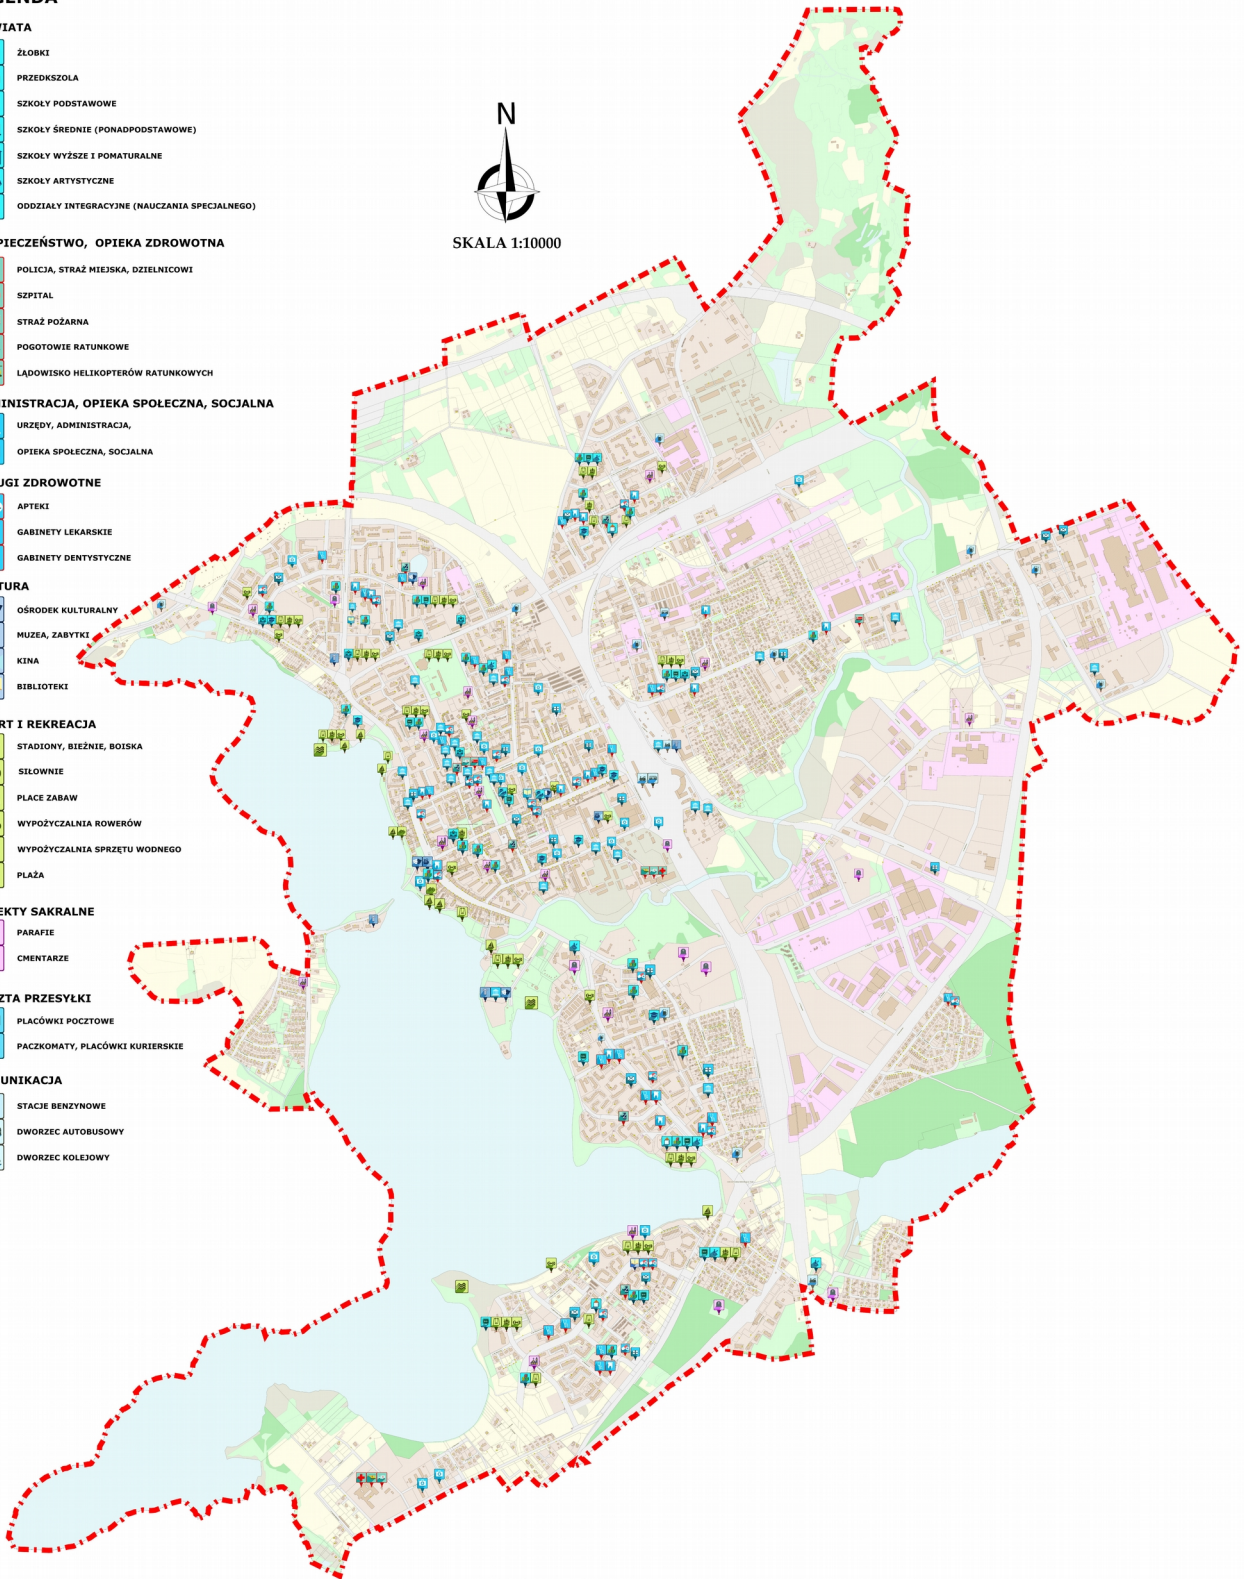 ENDA
WIATA
ŻŁOBKI
PRZEDKSZOLA
SZKOŁY PODSTAWOWE
SZKOŁY ŚREDNIE (PONADPODSTAWOWE)
SZKOŁY WYŻSZE I POMATURALNE
SZKOŁY ARTYSTYCZNE
ODDZIAŁY INTEGRACYJNE (NAUCZANIA SPECJALNEGO)
PIECZEŃSTWO, OPIEKA ZDROWOTNA
POLICJA, STRAŻ MIEJSKA, DZIELNICOWI
SZPITAL
STRAŻ POŻARNA
POGOTOWIE RATUNKOWE
LĄDOWISKO HELIKOPTERÓW RATUNKOWYCH
INISTRACJA, OPIEKA SPOŁECZNA, SOCJALNA
URZĘDY, ADMINISTRACJA,
OPIEKA SPOŁECZNA, SOCJALNA
UGI ZDROWOTNE
APTEKI
GABINETY LEKARSKIE
GABINETY DENTYSTYCZNE
TURA
OŚRODEK KULTURALNY
MUZEA, ZABYTKI
KINA
BIBLIOTEKI
RT I REKREACJA
STADIONY, BIEŻNIE, BOISKA
SIŁOWNIE
PLACE ZABAW
WYPOŻYCZALNIA ROWERÓW
WYPOŻYCZALNIA SPRZĘTU WODNEGO
PLAŻA
EKTY SAKRALNE
PARAFIE
CMENTARZE
ZTA PRZESYŁKI
PLACÓWKI POCZTOWE
PACZKOMATY, PLACÓWKI KURIERSKIE
UNIKACJA
STACJE BENZYNOWE
DWORZEC AUTOBUSOWY
DWORZEC KOLEJOWY
N
SKALA 1:10000